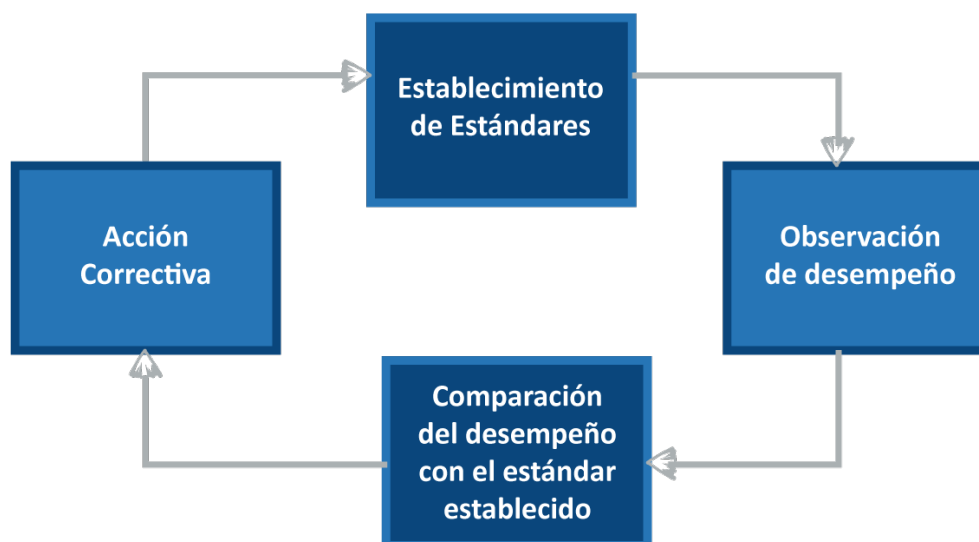 Establecimiento
de Estándares
Observación
de desempeño
Comparación
del desempeño
con el estándar
establecido
Acción
Correctiva